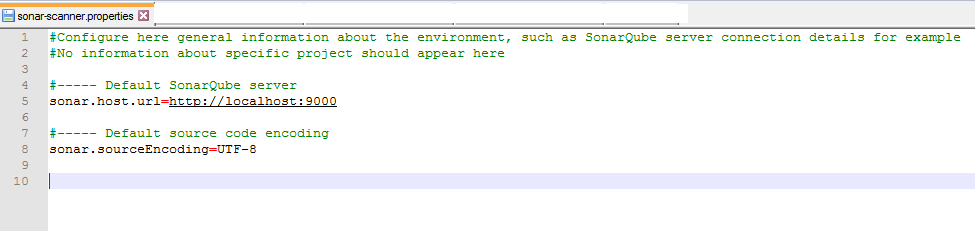 sonar-scanner.properties
1 #Configure here general information about the environment, such as SonarQube server connection details for example
2 #No information about specific project should appear here
3
4 #----- Default SonarQube server
5 sonar.host.url=http://localhost:9000
6
7 #----- Default source code encoding
8 sonar.sourceEncoding=UTF-8
9
10